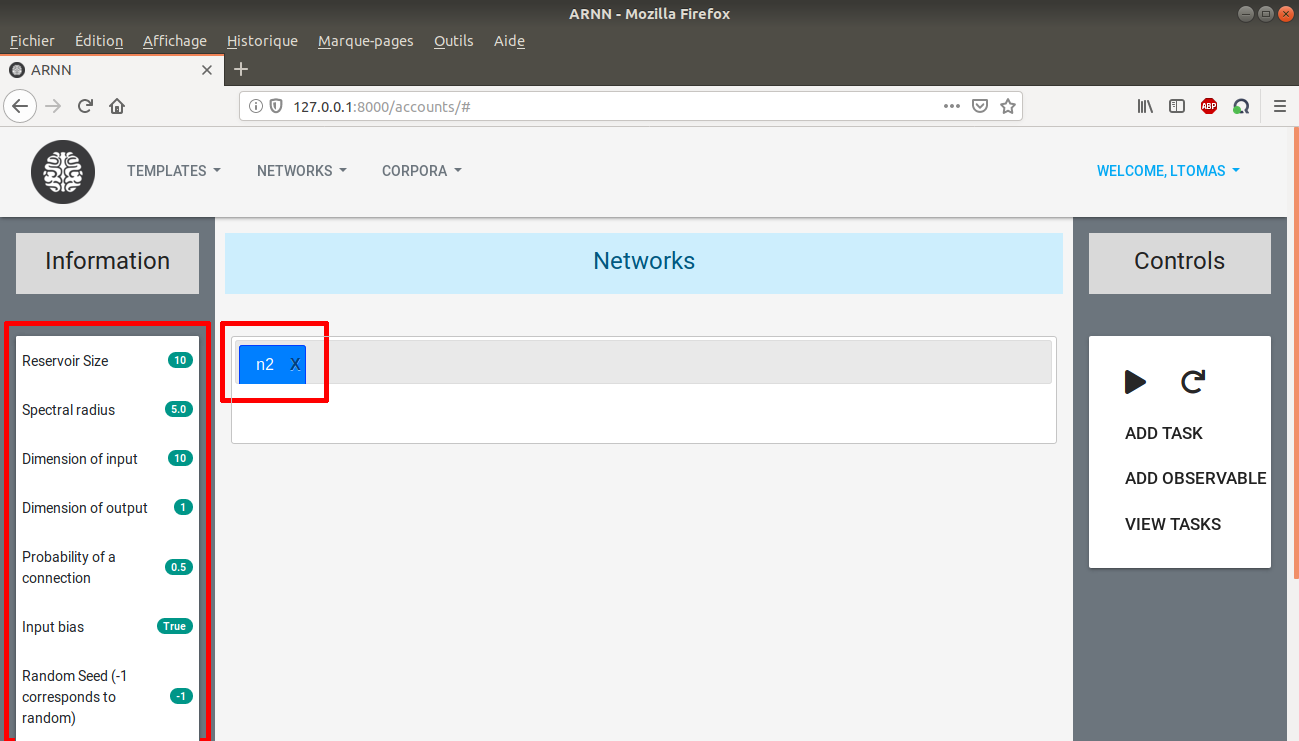 ARNN - Mozilla Firefox
Fichier Édition Affichage Historique Marque-pages Outils Aide
ARNN
127.0.0.1:8000/accounts/#
ABP
TEMPLATES NETWORKS CORPORA WELCOME, LTOMAS
Information
Networks
Controls
Reservoir Size 10
Spectral radius 5.0
Dimension of input 10
Dimension of output 1
Probability of a
connection 0.5
Input bias True
Random Seed (-1
corresponds to -1
random)
n2 X
ADD TASK
ADD OBSERVABLE
VIEW TASKS